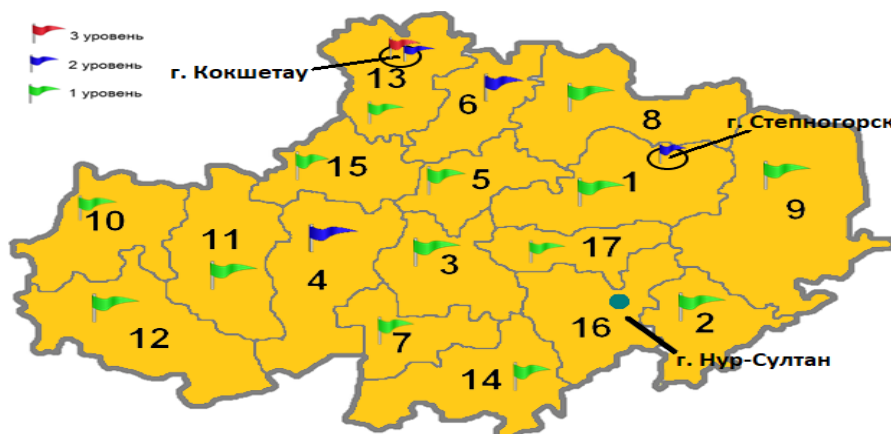 3 уровень
2 уровень
1 уровень
г. Кокшетау
13
6
8
г. Степногорск
15
5
1
9
10
11
17
4
3
12
7
16
2
г. Нур-Султан
14